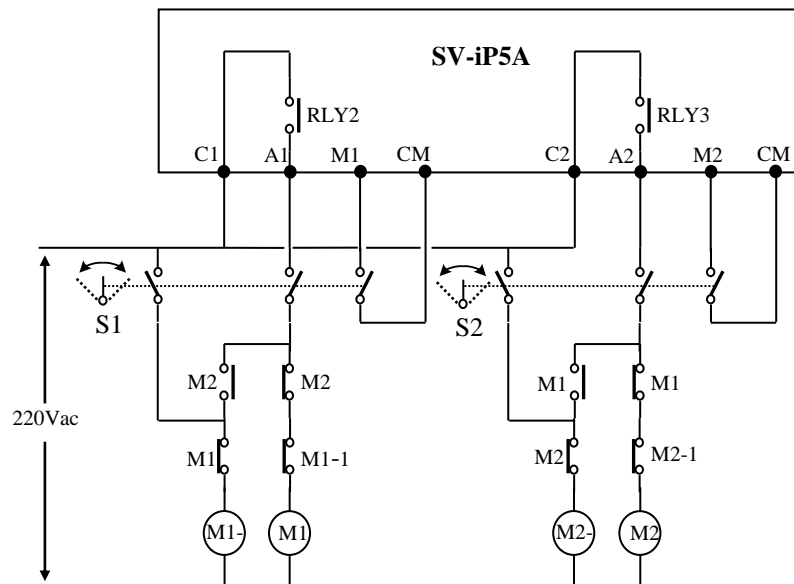 SV-iP5A
RLY2
RLY3
C1 A1 M1 CM C2 A2 M2 CM
S1
S2
M2 M2 M1 M1
220Vac
M1 M1-1 M2 M2-1
M1- M1 M2- M2